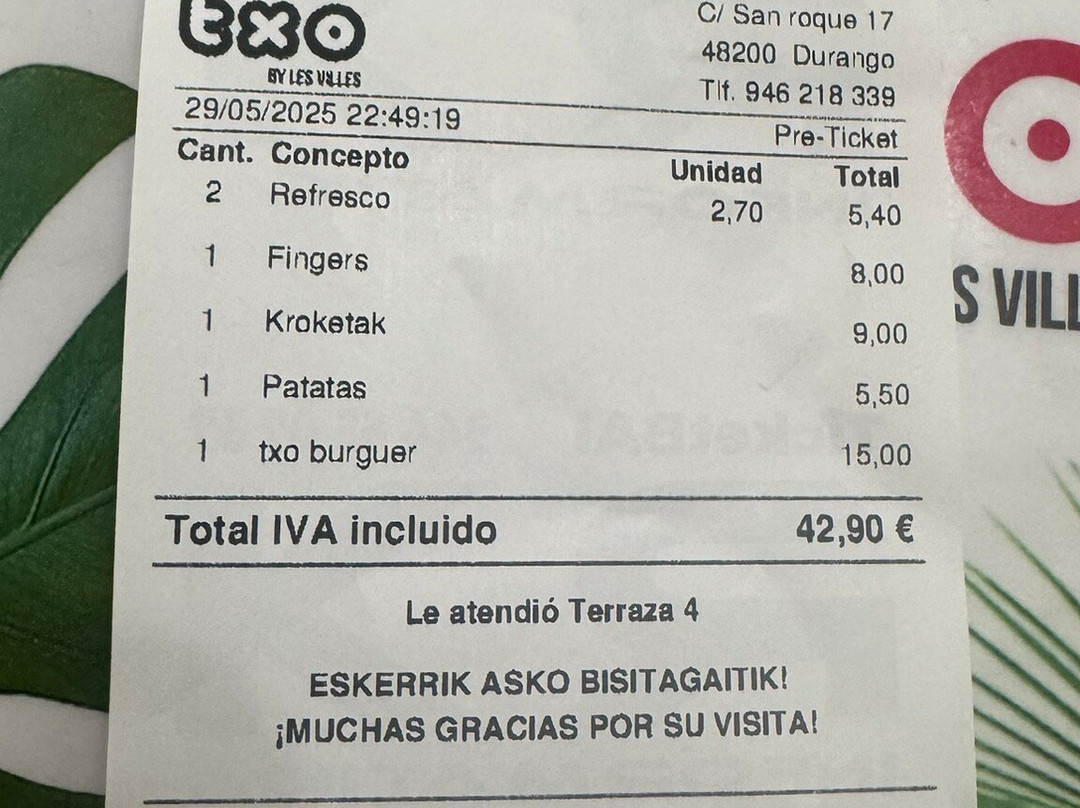 txo
BY LES VILLES
C/ San roque 17
48200 Durango
Tlf. 946 218 339
29/05/2025 22:49:19
Pre-Ticket
Cant. Concepto Unidad Total
2 Refresco 2,70 5,40
1 Fingers 8,00
1 Kroketak 9,00
1 Patatas 5,50
1 txo burguer 15,00
Total IVA incluido 42,90 €
Le atendió Terraza 4
ESKERRIK ASKO BISITAGAITIK!
¡MUCHAS GRACIAS POR SU VISITA!
S VILL